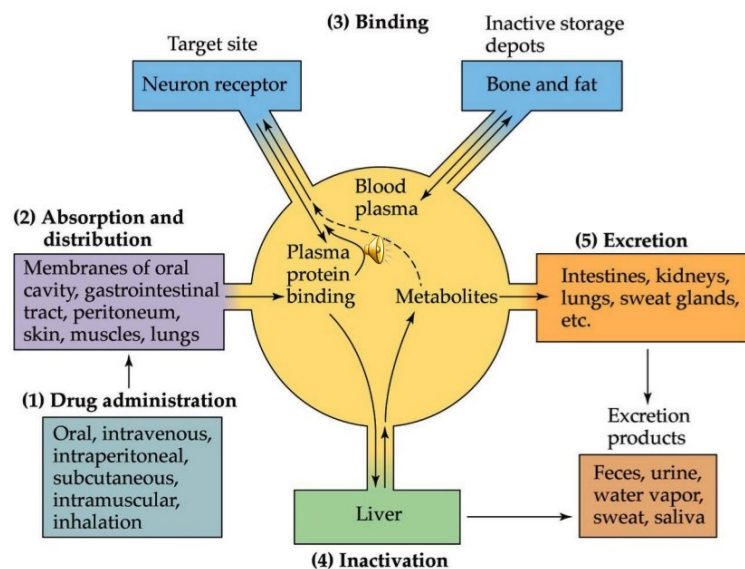 (3) Binding
Target site
Neuron receptor
Inactive storage
depots
Bone and fat
Blood
plasma
(2) Absorption and
distribution
Membranes of oral
cavity, gastrointestinal
tract, peritoneum,
skin, muscles, lungs
Plasma
protein
binding
Metabolites
(5) Excretion
Intestines, kidneys,
lungs, sweat glands,
etc.
(1) Drug administration
Oral, intravenous,
intraperitoneal,
subcutaneous,
intramuscular,
inhalation
Liver
(4) Inactivation
Excretion
products
Feces, urine,
water vapor,
sweat, saliva